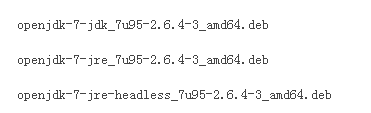 openjdk-7-jdk_7u95-2.6.4-3_amd64.deb
openjdk-7-jre_7u95-2.6.4-3_amd64.deb
openjdk-7-jre-headless_7u95-2.6.4-3_amd64.deb